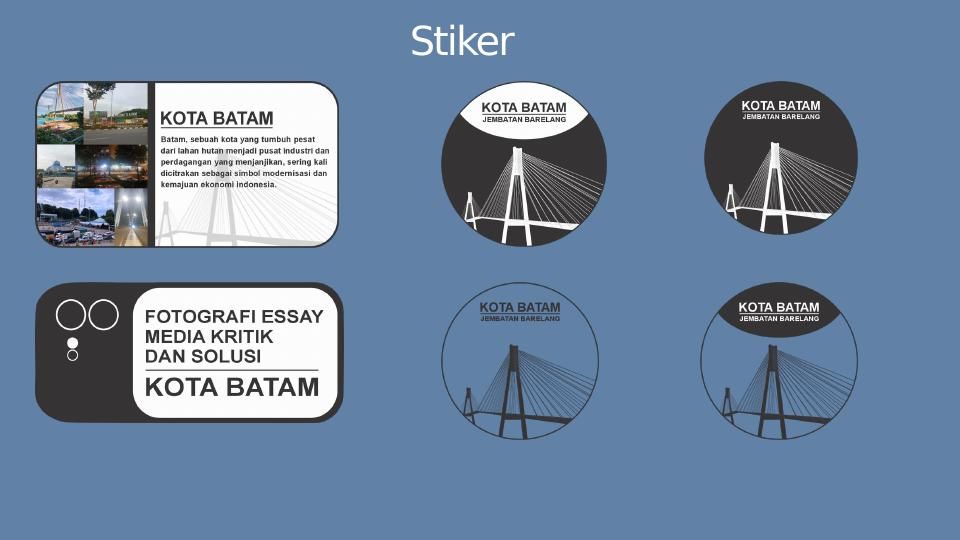 Stiker
KOTA BATAM
Batam, sebuah kota yang tumbuh pesat
dari lahan hutan menjadi pusat industri dan
perdagangan yang menjanjikan, sering kali
dicitrakan sebagai simbol modernisasi dan
kemajuan ekonomi indonesia.
KOTA BATAM
JEMBATAN BARELANG
KOTA BATAM
JEMBATAN BARELANG
FOTOGRAFI ESSAY
MEDIA KRITIK
DAN SOLUSI
KOTA BATAM
KOTA BATAM
JEMBATAN BARELANG
KOTA BATAM
JEMBATAN BARELANG